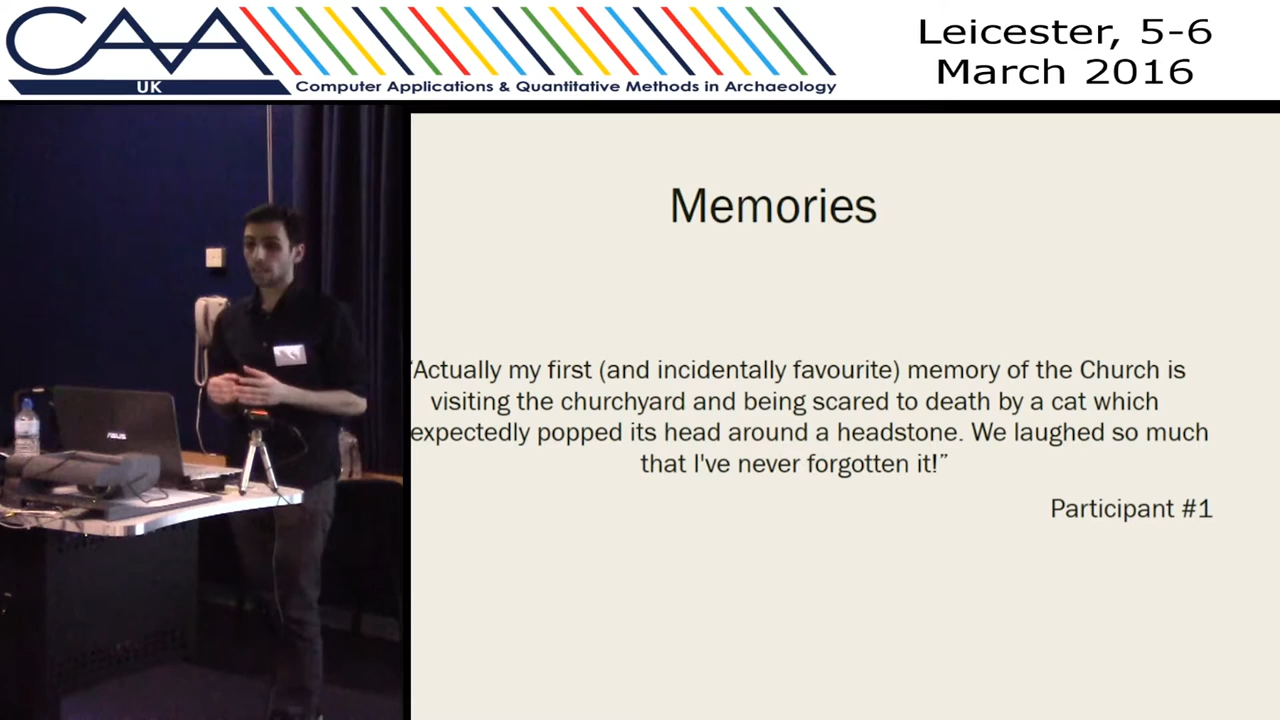 CAA
UK
Computer Applications & Quantitative Methods in Archaeology
Leicester, 5-6
March 2016
Memories
“Actually my first (and incidentally favourite) memory of the Church is
visiting the churchyard and being scared to death by a cat which
expectedly popped its head around a headstone. We laughed so much
that I've never forgotten it!”
Participant #1
ASUS